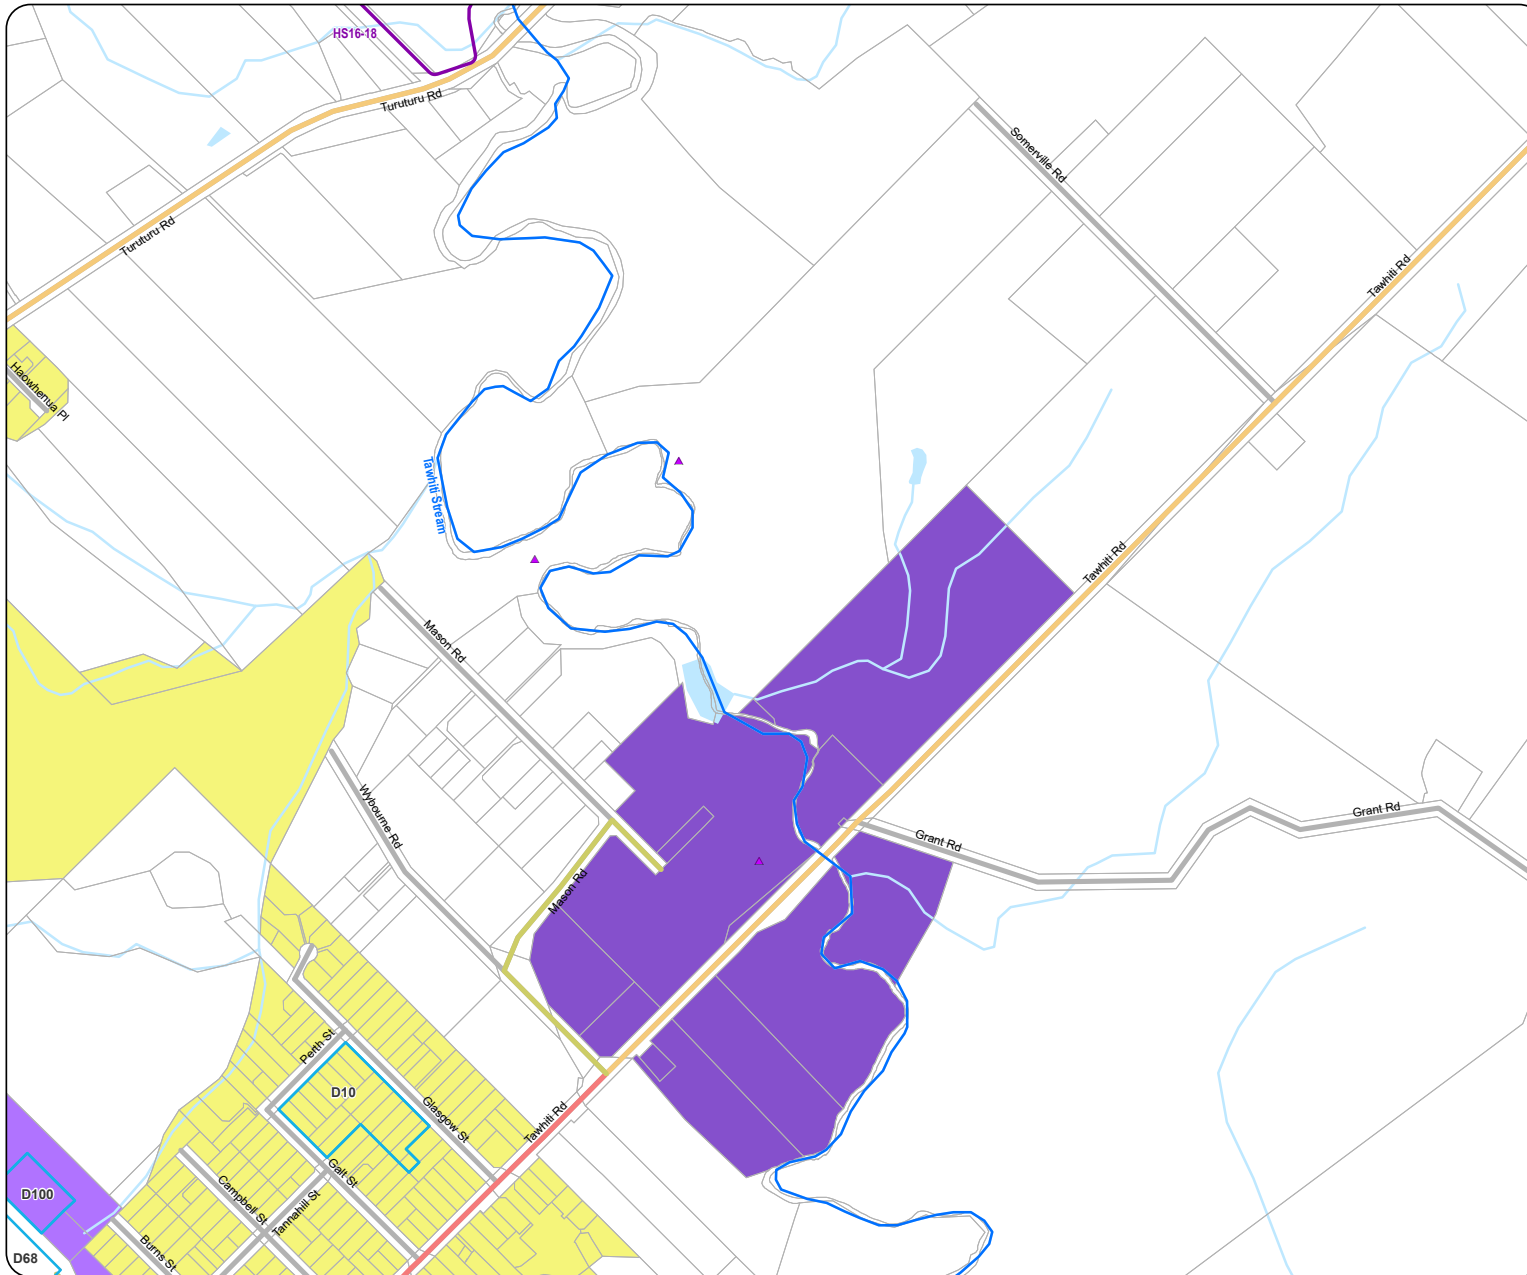 HS16-18
Turuturu Rd
Somerville Rd
Turuturu Rd
Tawhiti Rd
Haowhenua Pl
Tawhiti Stream
Tawhiti Rd
Mason Rd
Wybourne Rd
Grant Rd
Grant Rd
Mason Rd
Perth St
D10
Glasgow St
Tawhiti Rd
Galt St
D100
Campbell St
Tannahill St
Burns St
D68